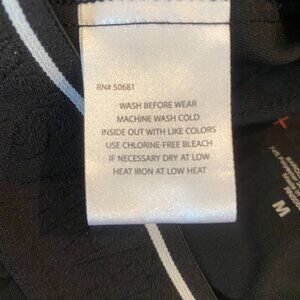 RN# 50681
WASH BEFORE WEAR
MACHINE WASH COLD
INSIDE OUT WITH LIKE COLORS
USE CHLORINE-FREE BLEACH
IF NECESSARY DRY AT LOW
HEAT IRON AT LOW HEAT
M